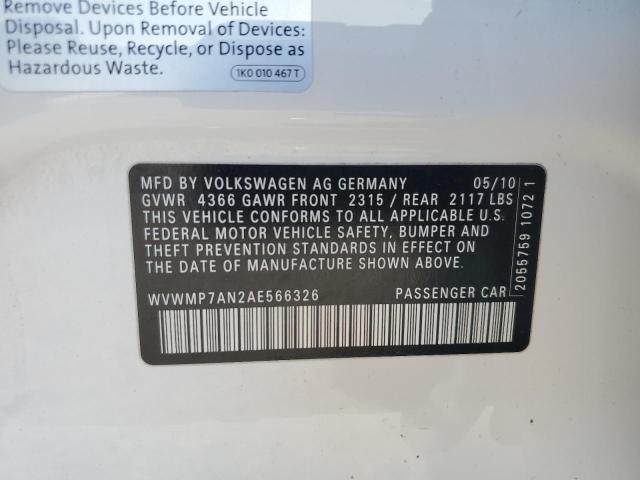 Remove Devices Before Vehicle
Disposal. Upon Removal of Devices:
Please Reuse, Recycle, or Dispose as
Hazardous Waste.
1K0 010 467 T
MFD BY VOLKSWAGEN AG GERMANY 05/10
GVWR 4366 GAWR FRONT 2315 / REAR 2117 LBS
THIS VEHICLE CONFORMS TO ALL APPLICABLE U.S.
FEDERAL MOTOR VEHICLE SAFETY, BUMPER AND
THEFT PREVENTION STANDARDS IN EFFECT ON
THE DATE OF MANUFACTURE SHOWN ABOVE.
WVWMP7AN2AE566326 PASSENGER CAR
2055759 1072 1